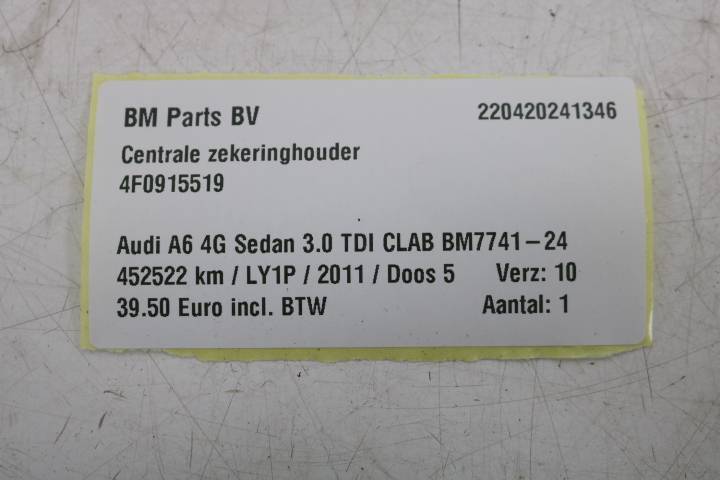 BM Parts BV 220420241346
Centrale zekeringhouder
4F0915519
Audi A6 4G Sedan 3.0 TDI CLAB BM7741-24
452522 km / LY1P / 2011 / Doos 5 Verz: 10
39.50 Euro incl. BTW Aantal: 1